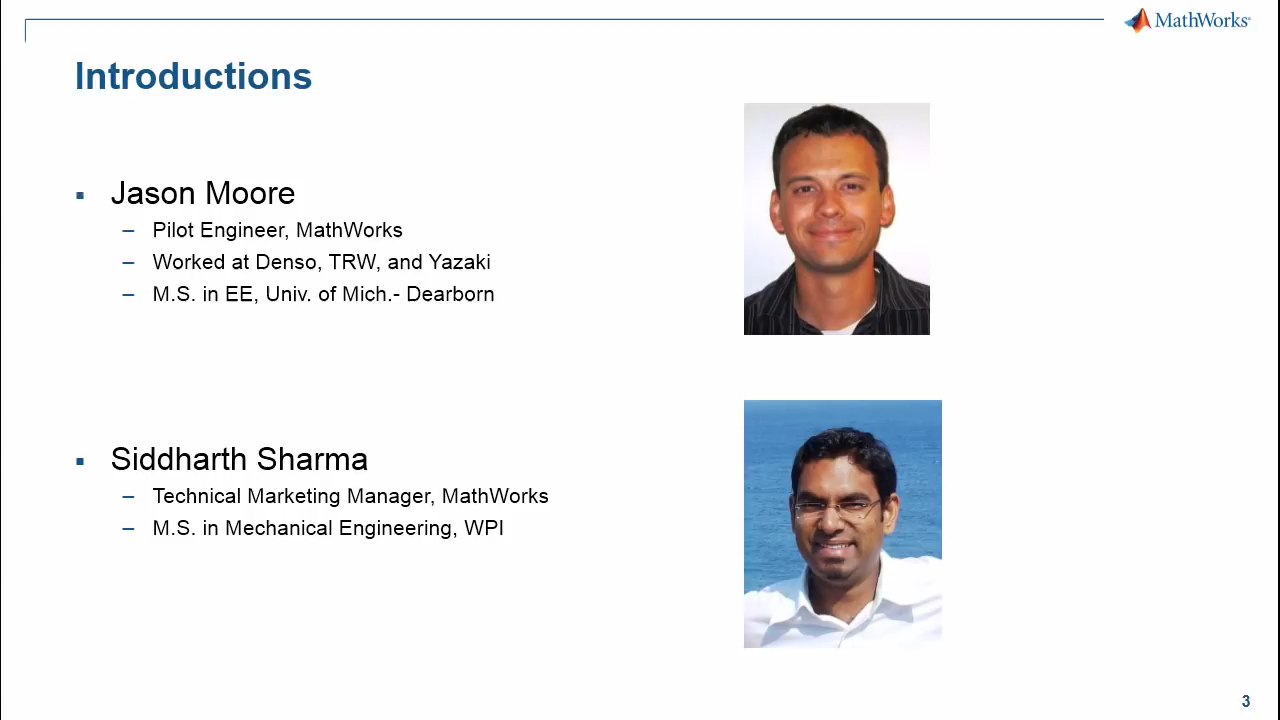 MathWorks®
Introductions
Jason Moore
– Pilot Engineer, MathWorks
– Worked at Denso, TRW, and Yazaki
– M.S. in EE, Univ. of Mich.- Dearborn
Siddharth Sharma
– Technical Marketing Manager, MathWorks
– M.S. in Mechanical Engineering, WPI
3